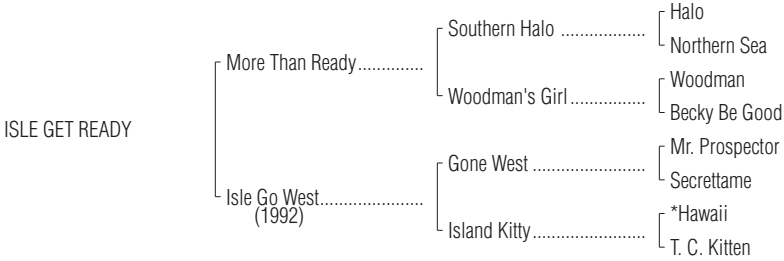 Halo
Southern Halo ...................
Northern Sea
More Than Ready..............
Woodman
Woodman's Girl ................
Becky Be Good
ISLE GET READY
Mr. Prospector
Gone West .........................
Secrettame
Isle Go West......................
(1992)
*Hawaii
Island Kitty.........................
T. C. Kitten